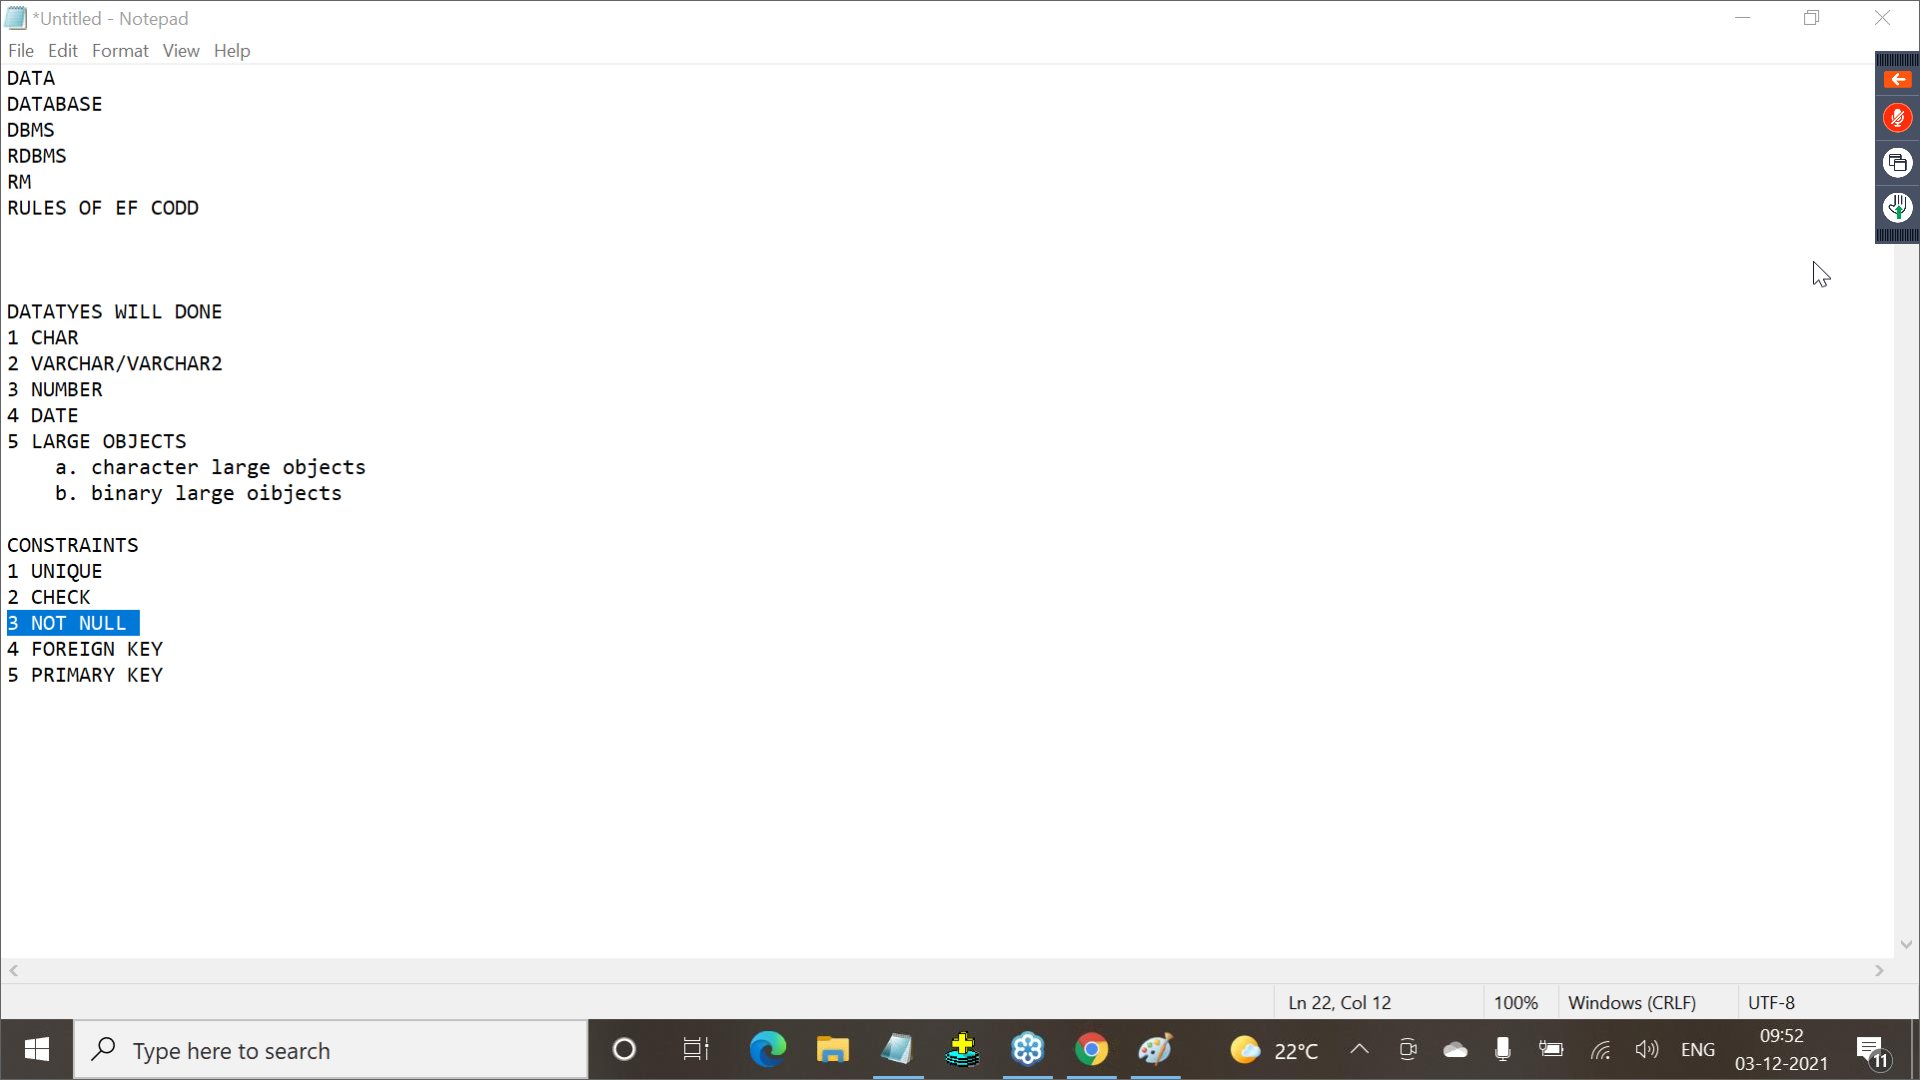 *Untitled - Notepad
File Edit Format View Help
DATA
DATABASE
DBMS
RDBMS
RM
RULES OF EF CODD
DATATYES WILL DONE
1 CHAR
2 VARCHAR/VARCHAR2
3 NUMBER
4 DATE
5 LARGE OBJECTS
a. character large objects
b. binary large oibjects
CONSTRAINTS
1 UNIQUE
2 CHECK
3 NOT NULL
4 FOREIGN KEY
5 PRIMARY KEY
Ln 22, Col 12 100% Windows (CRLF) UTF-8
Type here to search 22°C ENG 09:52
03-12-2021 11